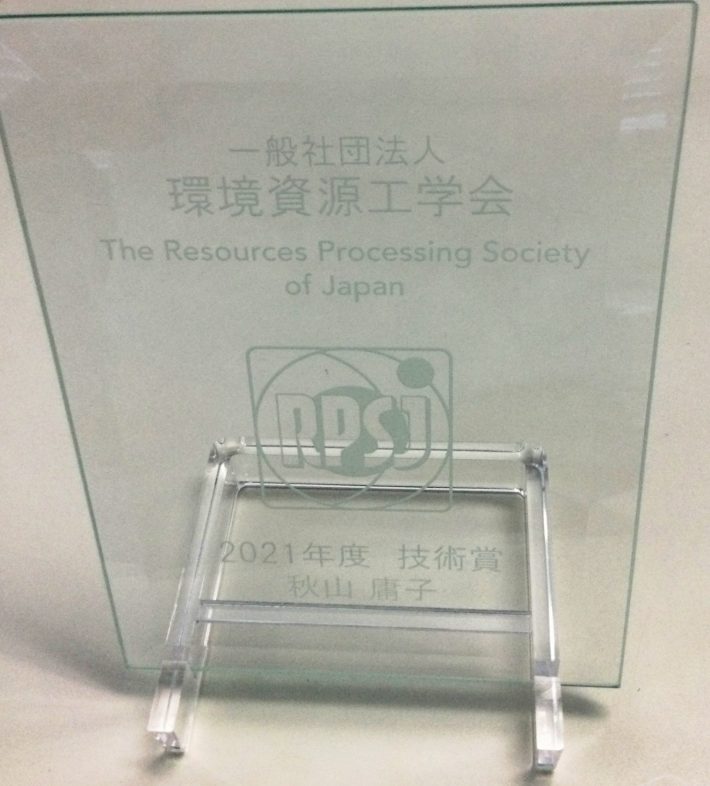 一般社団法人
環境資源工学会
The Resources Processing Society
of Japan
RPSJ
2021年度 技術賞
秋山 庸子